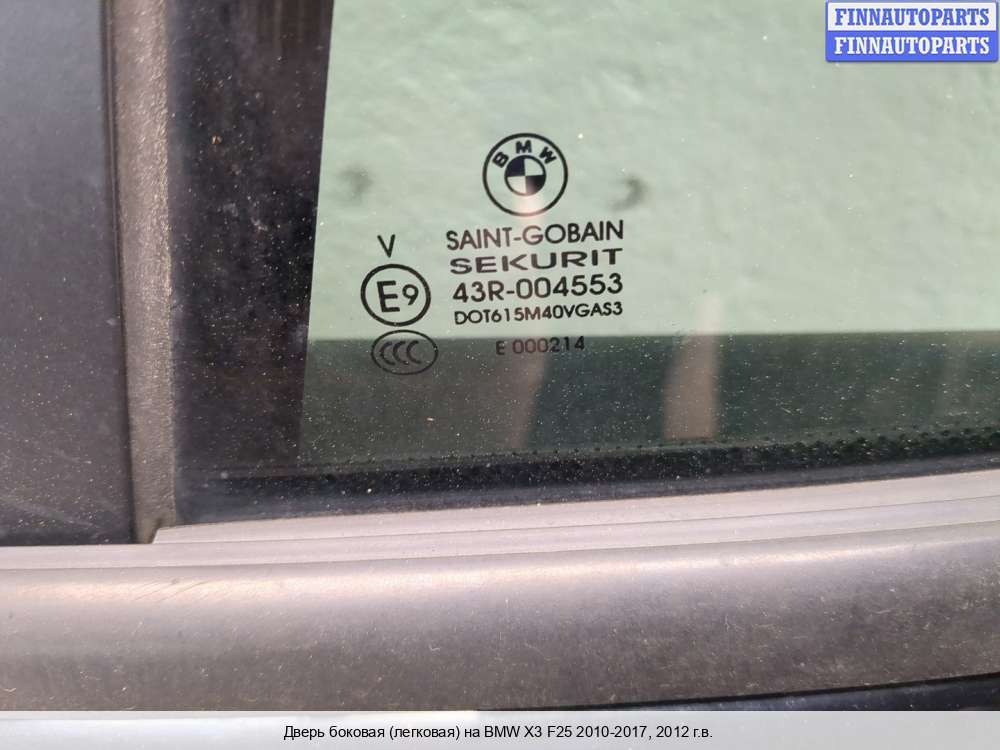 FINNAUTOPARTS
FINNAUTOPARTS
BMW
SAINT-GOBAIN
V
SEKURIT
E9
43R-004553
DOT615M40VGAS3
CCC
E 000214
Дверь боковая (легковая) на BMW X3 F25 2010-2017, 2012 г.в.